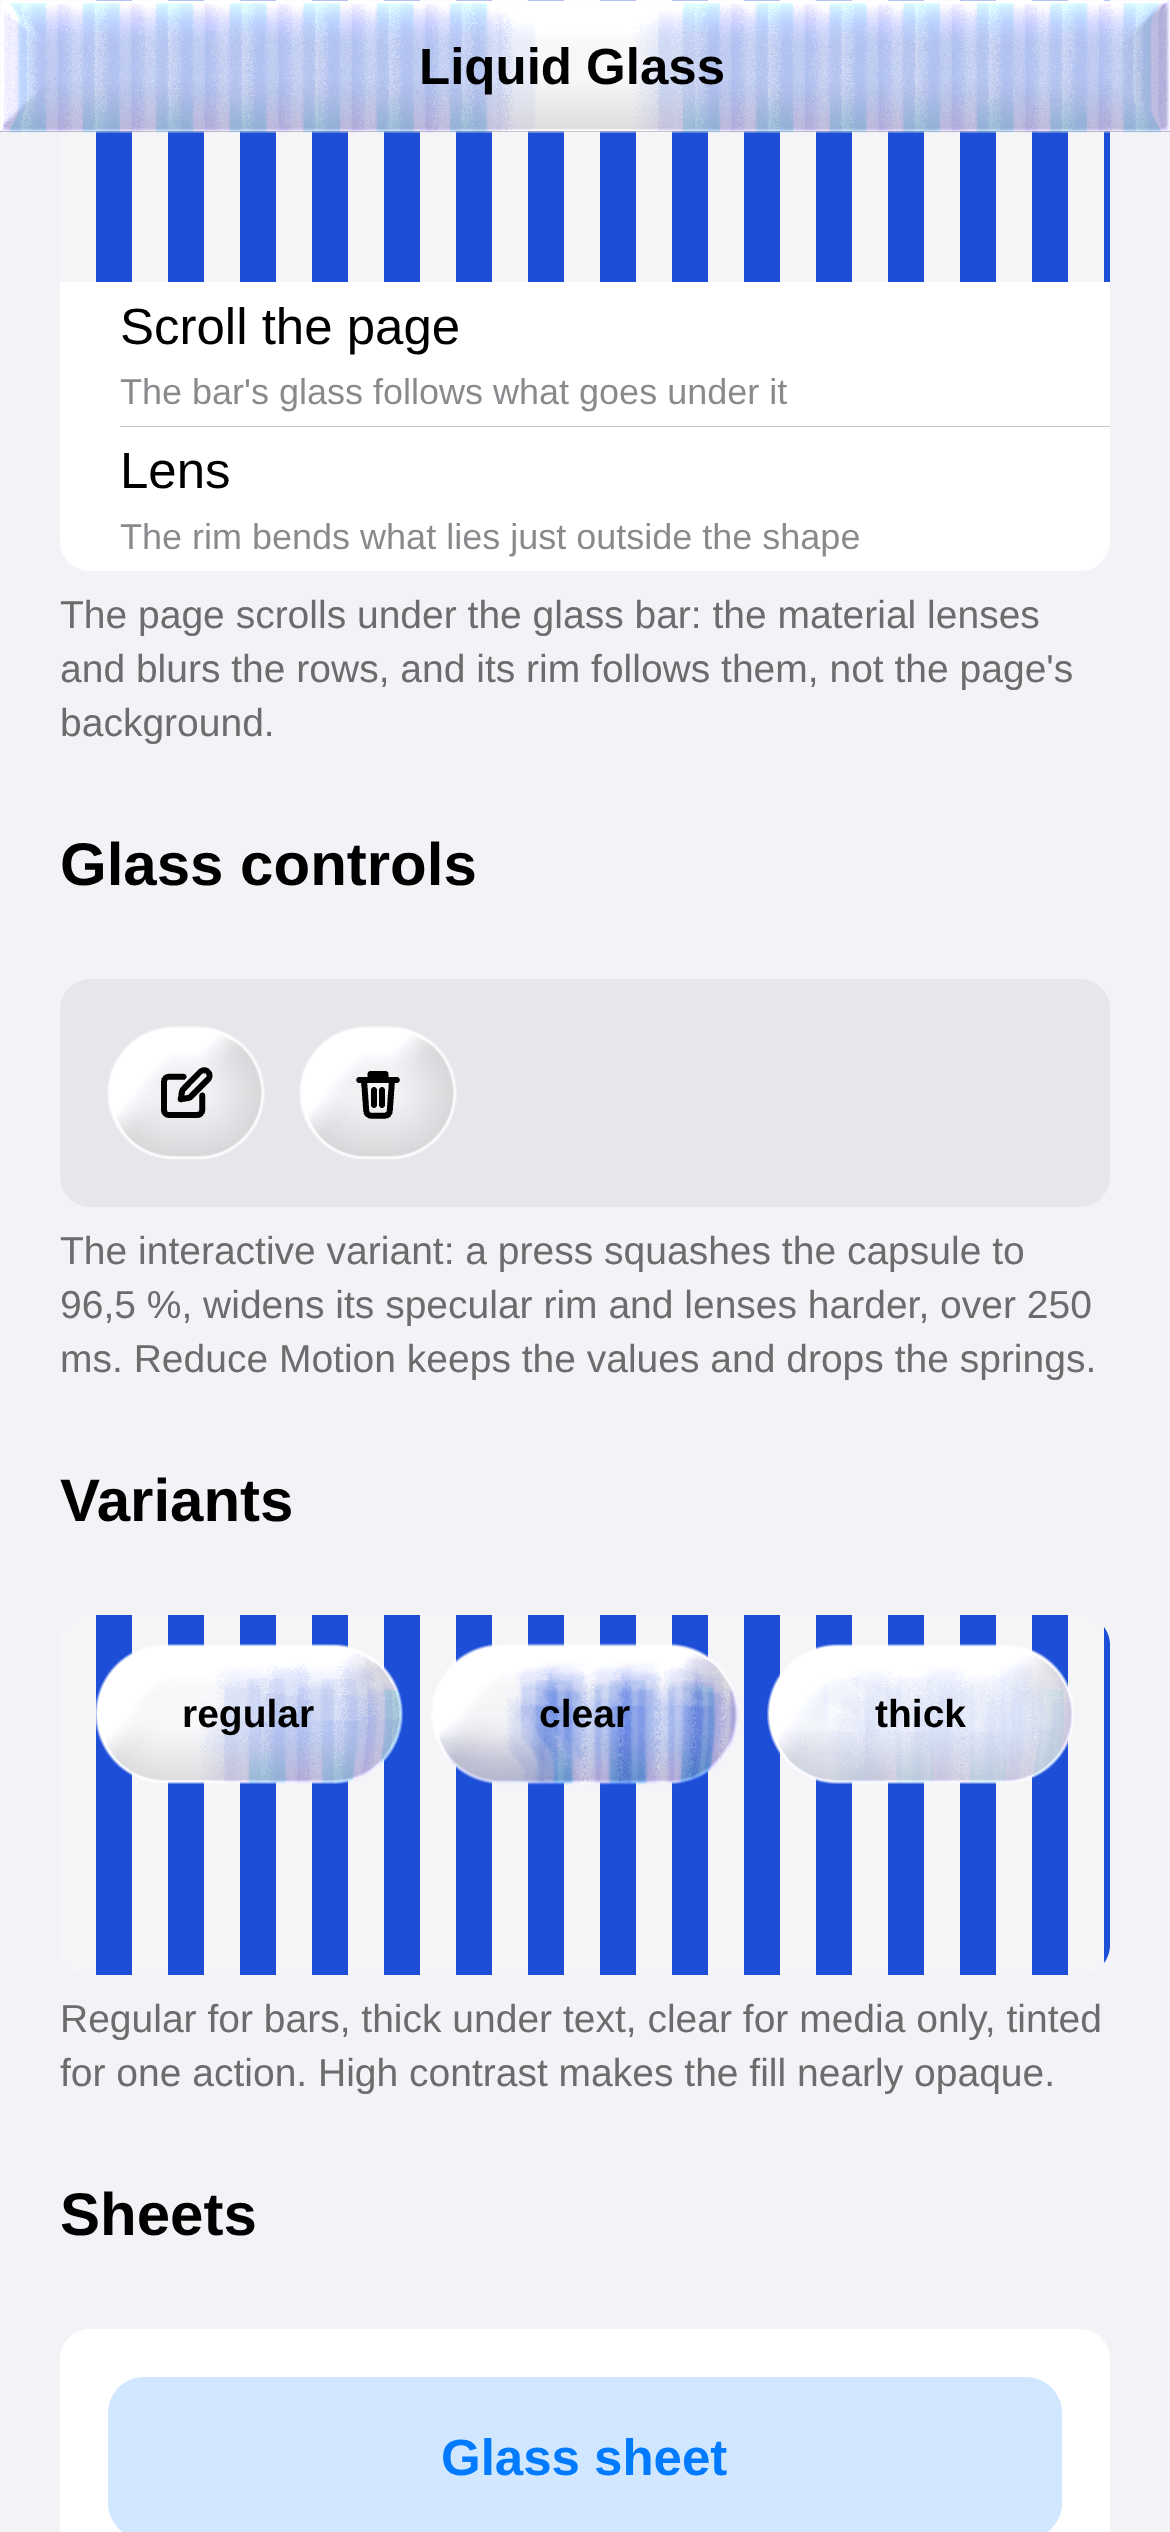 Liquid Glass
Scroll the page
The bar's glass follows what goes under it
Lens
The rim bends what lies just outside the shape
The page scrolls under the glass bar: the material lenses
and blurs the rows, and its rim follows them, not the page's
background.
Glass controls
The interactive variant: a press squashes the capsule to
96,5 %, widens its specular rim and lenses harder, over 250
ms. Reduce Motion keeps the values and drops the springs.
Variants
regular
clear
thick
Regular for bars, thick under text, clear for media only, tinted
for one action. High contrast makes the fill nearly opaque.
Sheets
Glass sheet